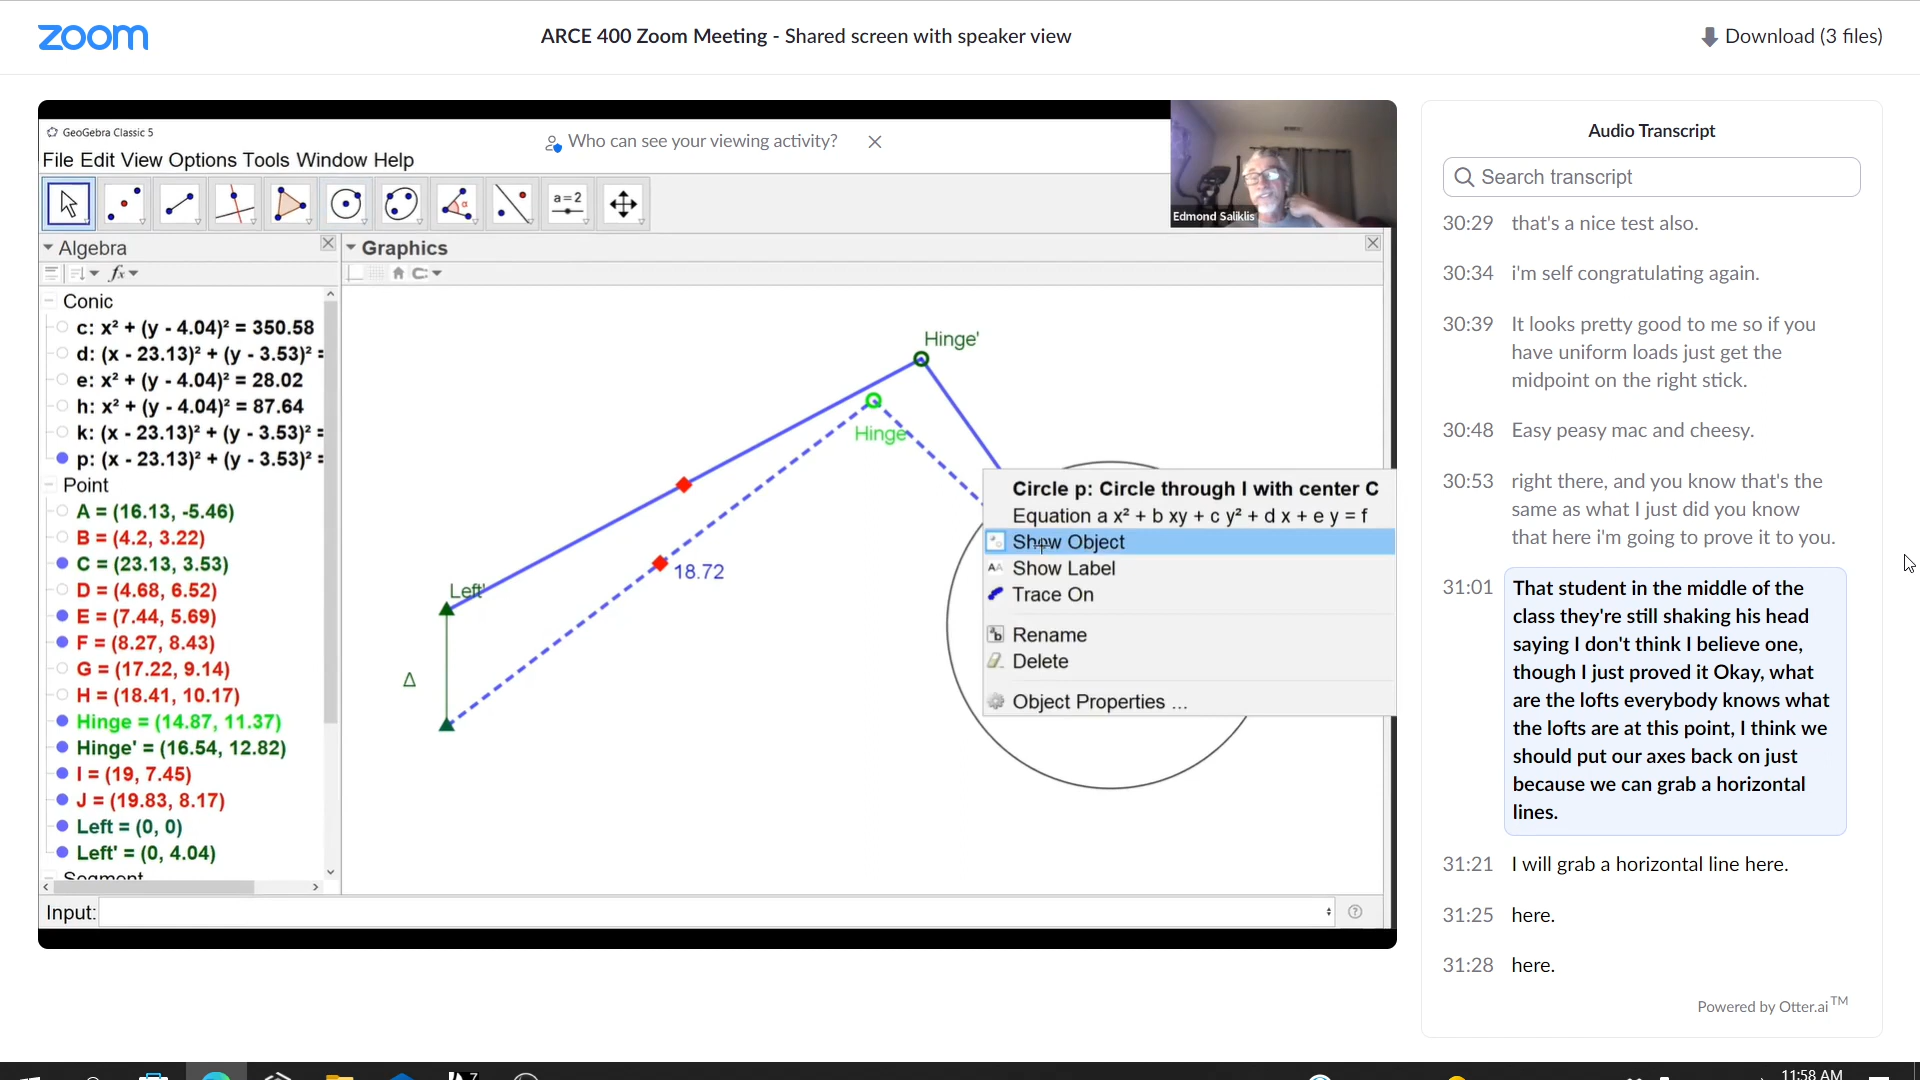 zoom
ARCE 400 Zoom Meeting - Shared screen with speaker view
Download (3 files)
GeoGebra Classic 5
Who can see your viewing activity?
File Edit View Options Tools Window Help
a=2
Edmond Saliklis
Algebra
Graphics
fx
Conic
c: x² + (y - 4.04)² = 350.58
d: (x - 23.13)² + (y - 3.53)² =
e: x² + (y - 4.04)² = 28.02
h: x² + (y - 4.04)² = 87.64
k: (x - 23.13)² + (y - 3.53)² =
p: (x - 23.13)² + (y - 3.53)² =
Point
A = (16.13, -5.46)
B = (4.2, 3.22)
C = (23.13, 3.53)
D = (4.68, 6.52)
E = (7.44, 5.69)
F = (8.27, 8.43)
G = (17.22, 9.14)
H = (18.41, 10.17)
Hinge = (14.87, 11.37)
Hinge' = (16.54, 12.82)
I = (19, 7.45)
J = (19.83, 8.17)
Left = (0, 0)
Left' = (0, 4.04)
Segment
Input:
Hinge'
Hinge
18.72
Left'
Δ
Circle p: Circle through I with center C
Equation a x² + b xy + c y² + d x + e y = f
Show Object
AA Show Label
Trace On
Rename
Delete
Object Properties ...
Audio Transcript
Search transcript
30:29 that's a nice test also.
30:34 i'm self congratulating again.
30:39 It looks pretty good to me so if you
have uniform loads just get the
midpoint on the right stick.
30:48 Easy peasy mac and cheesy.
30:53 right there, and you know that's the
same as what I just did you know
that here i'm going to prove it to you.
31:01 That student in the middle of the
class they're still shaking his head
saying I don't think I believe one,
though I just proved it Okay, what
are the lofts everybody knows what
the lofts are at this point, I think we
should put our axes back on just
because we can grab a horizontal
lines.
31:21 I will grab a horizontal line here.
31:25 here.
31:28 here.
Powered by Otter.ai TM
11:58 AM